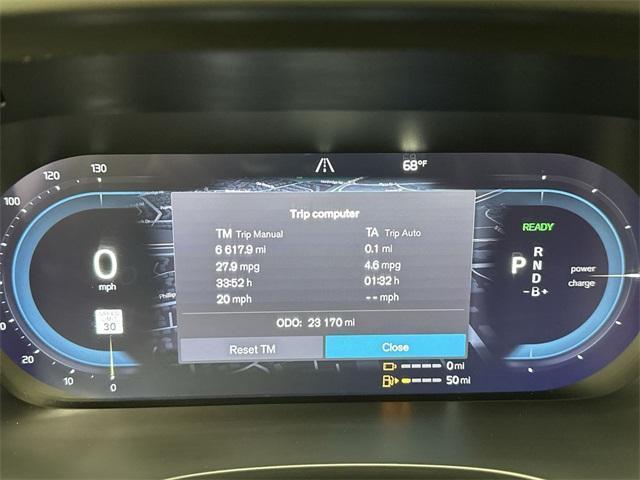 120
130
68°F
100
Trip computer
TM Trip Manual
TA Trip Auto
6 617.9 mi
0.1 mi
27.9 mpg
4.6 mpg
33:52 h
01:32 h
20 mph
-- mph
ODO: 23 170 mi
Reset TM
Close
0
mph
SPEED
LIMIT
30
READY
P
R
N
D
-B+
power
charge
20
10
0
0 mi
50 mi